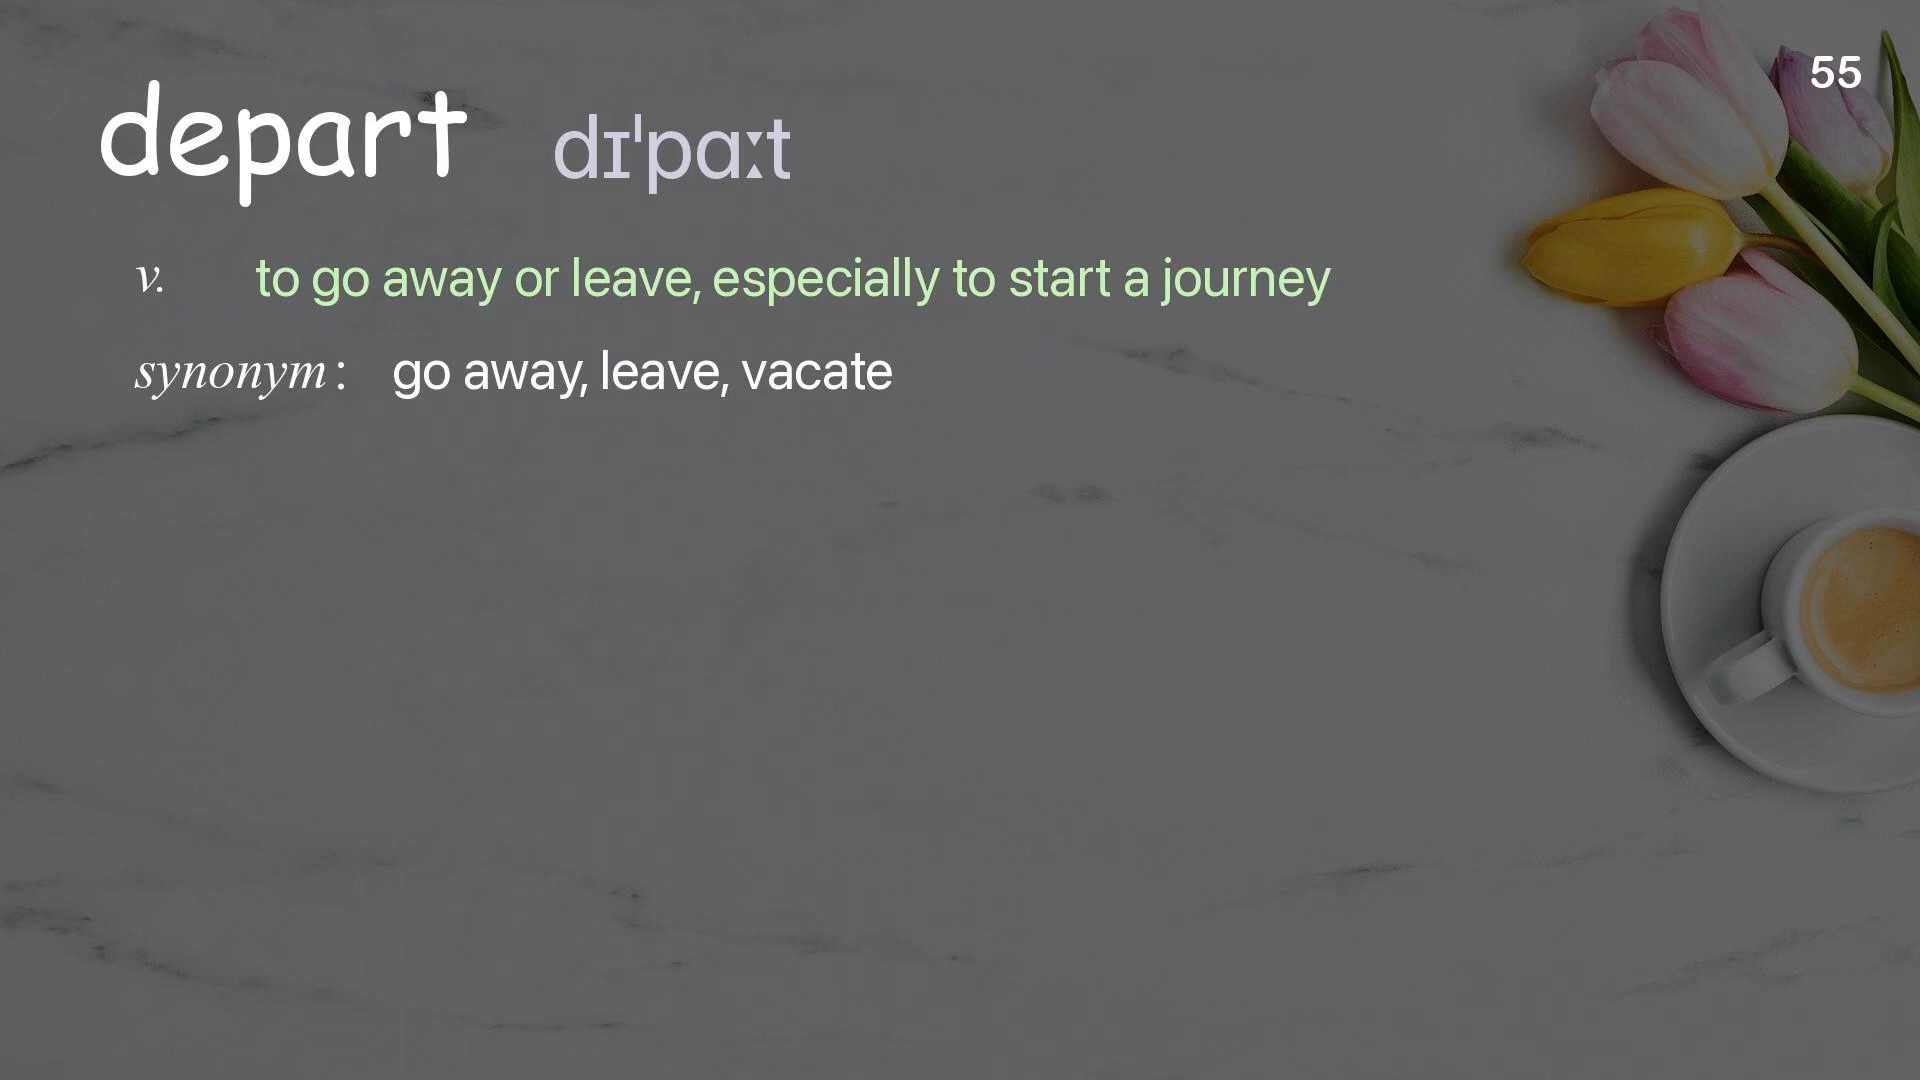 55
depart dɪˈpɑːt
v. to go away or leave, especially to start a journey
synonym : go away, leave, vacate